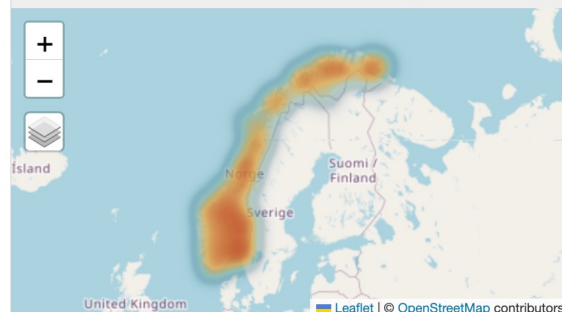 +
−
Ísland
Norge
Suomi /
Finland
Sverige
United Kingdom
Leaflet | © OpenStreetMap contributors